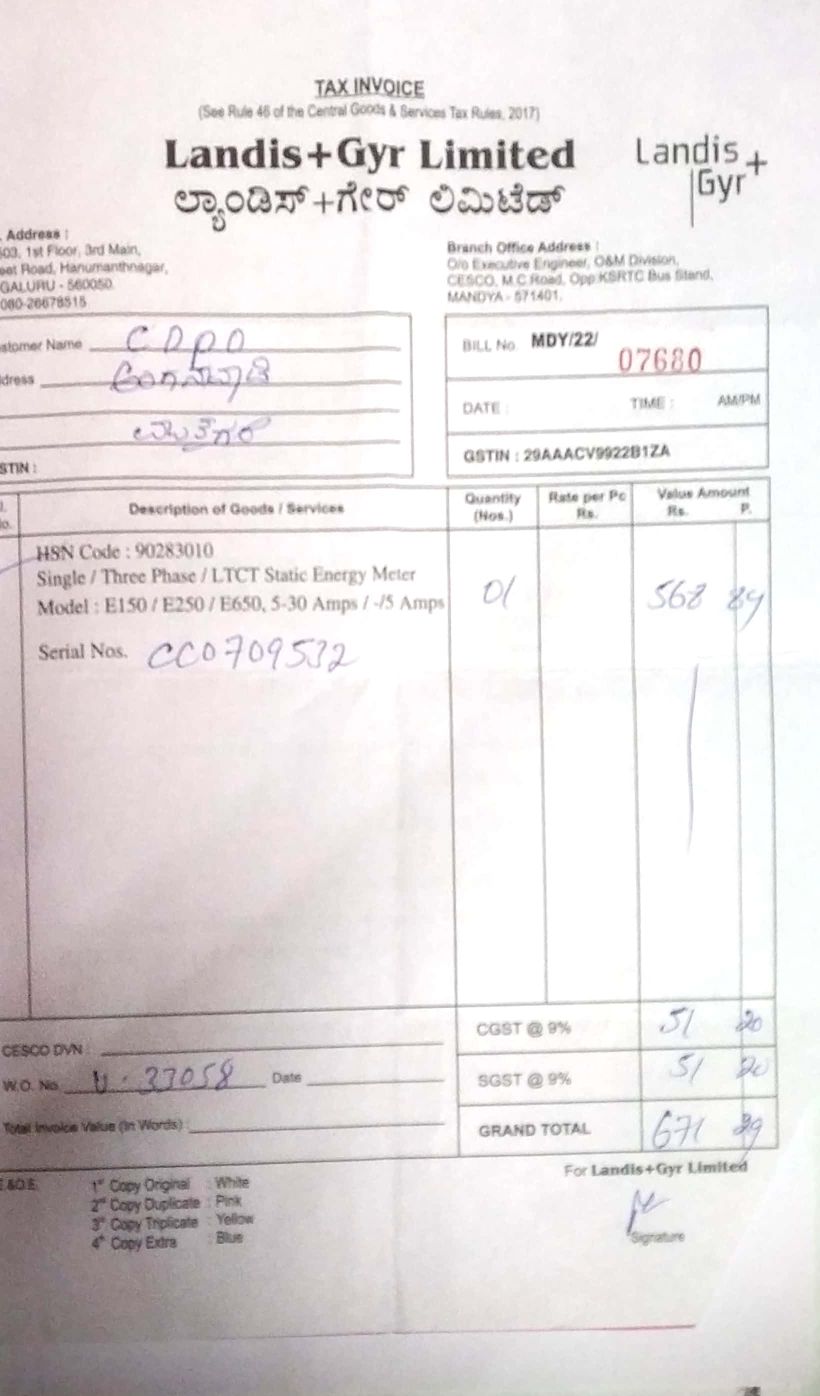 TAX INVOICE
(See Rule 46 of the Central Goods & Services Tax Rules, 2017)
Landis+Gyr Limited
ಲ್ಯಾಂಡಿಸ್+ಗೇರ್ ಲಿಮಿಟೆಡ್
Landis
Gyr+
Address :
503, 1st Floor, 3rd Main,
eet Road, Hanumanthnagar,
GALURU - 560050.
080-26678515
Branch Office Address :
O/o Executive Engineer, O&M Division,
CESCO, M.C.Road, Opp.KSRTC Bus Stand,
MANDYA - 571401.
stomer Name CDPO
dress ಅಂಗನವಾಡಿ
STIN :
BILL No. MDY/22/ 07680
DATE : TIME : AM/PM
GSTIN : 29AAACV9922B1ZA
Description of Goods / Services
Quantity (Nos.)
Rate per Pc Rs.
Value Amount Rs. P.
HSN Code : 90283010
Single / Three Phase / LTCT Static Energy Meter
Model : E150 / E250 / E650, 5-30 Amps / -/5 Amps
01 568 84
Serial Nos. CC0709532
CGST @ 9% 51 20
CESCO DVN :
W.O. No. 37058 Date
SGST @ 9% 51 20
Total Invoice Value (In Words) :
GRAND TOTAL 671
E.&O.E.
1st Copy Original : White
2nd Copy Duplicate : Pink
3rd Copy Triplicate : Yellow
4th Copy Extra : Blue
For Landis+Gyr Limited
Signature